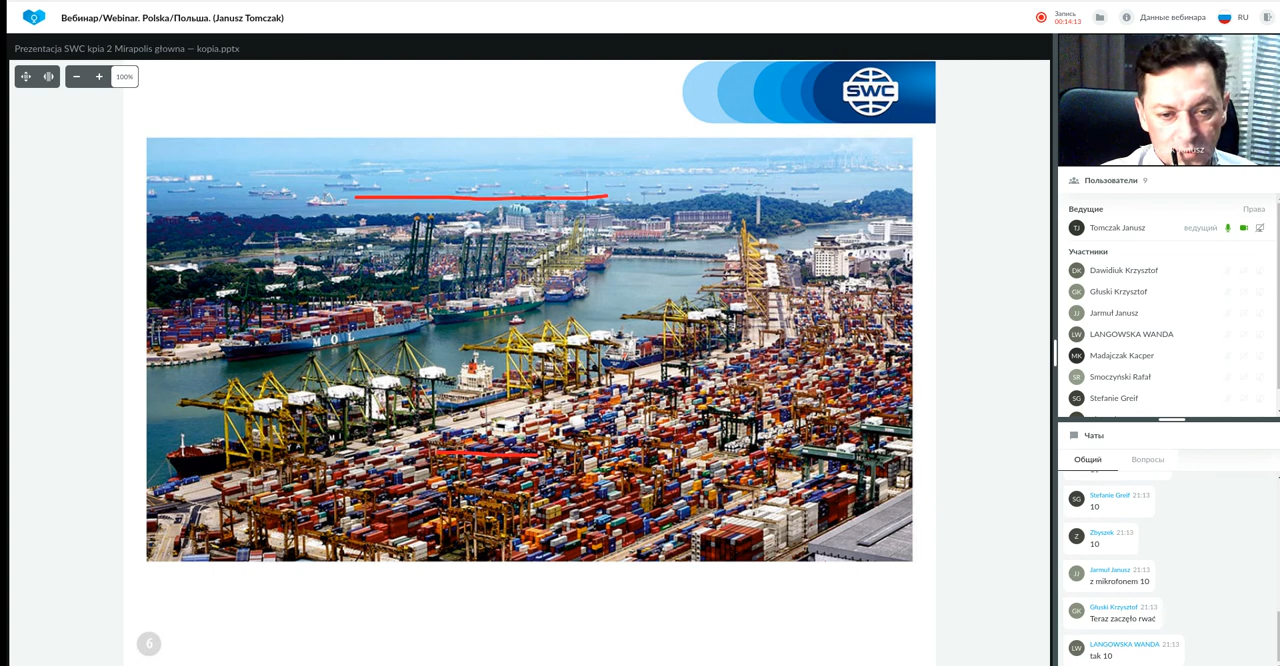 Вебинар/Webinar. Polska/Польша. (Janusz Tomczak)
Запись
00:14:13
Данные вебинара
RU
Prezentacja SWC kpia 2 Mirapolis głowna — kopia.pptx
100%
SWC
MOL
6
Пользователи 9
Ведущие
Права
TJ Tomczak Janusz ведущий
Участники
DK Dawidiuk Krzysztof
GK Głuski Krzysztof
JJ Jarmuł Janusz
LW LANGOWSKA WANDA
MK Madajczak Kacper
SR Smoczyński Rafał
SG Stefanie Greif
Чаты
Общий
Вопросы
SG Stefanie Greif 21:13
10
Z Zbyszek 21:13
10
JJ Jarmuł Janusz 21:13
z mikrofonem 10
GK Głuski Krzysztof 21:13
Teraz zaczęło rwać
LW LANGOWSKA WANDA 21:13
tak 10